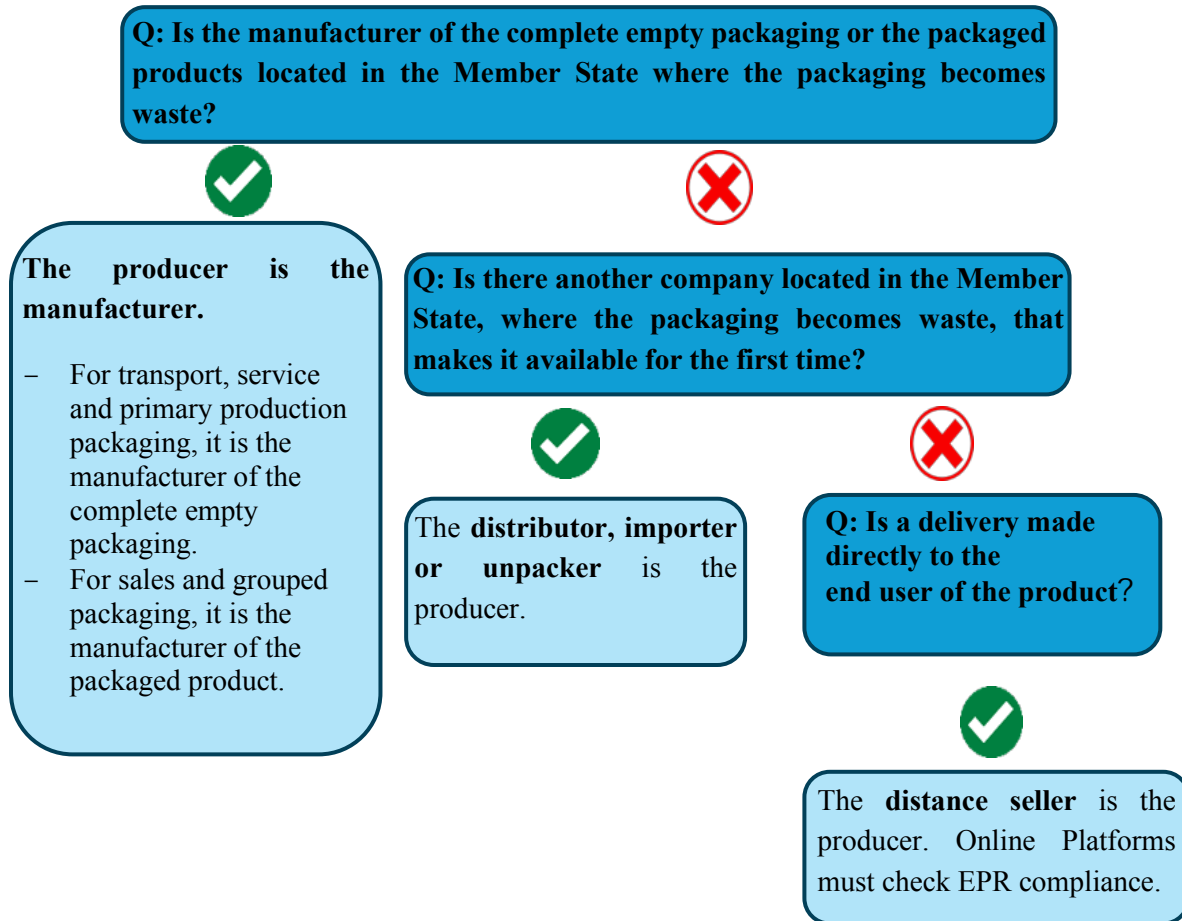 Q: Is the manufacturer of the complete empty packaging or the packaged
products located in the Member State where the packaging becomes
waste?
The producer is the
manufacturer.
– For transport, service
and primary production
packaging, it is the
manufacturer of the
complete empty
packaging.
– For sales and grouped
packaging, it is the
manufacturer of the
packaged product.
Q: Is there another company located in the Member
State, where the packaging becomes waste, that
makes it available for the first time?
The distributor, importer
or unpacker is the
producer.
Q: Is a delivery made
directly to the
end user of the product?
The distance seller is the
producer. Online Platforms
must check EPR compliance.